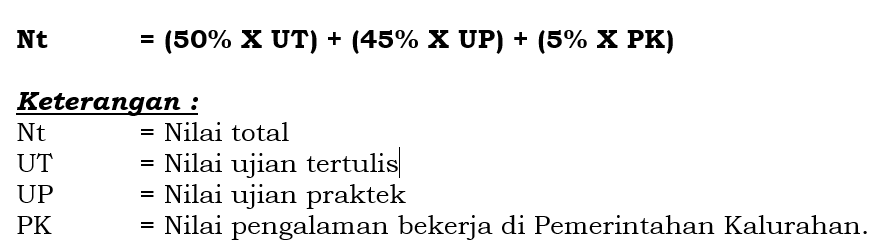 Nt = (50% X UT) + (45% X UP) + (5% X PK)
Keterangan :
Nt = Nilai total
UT = Nilai ujian tertulis
UP = Nilai ujian praktek
PK = Nilai pengalaman bekerja di Pemerintahan Kalurahan.